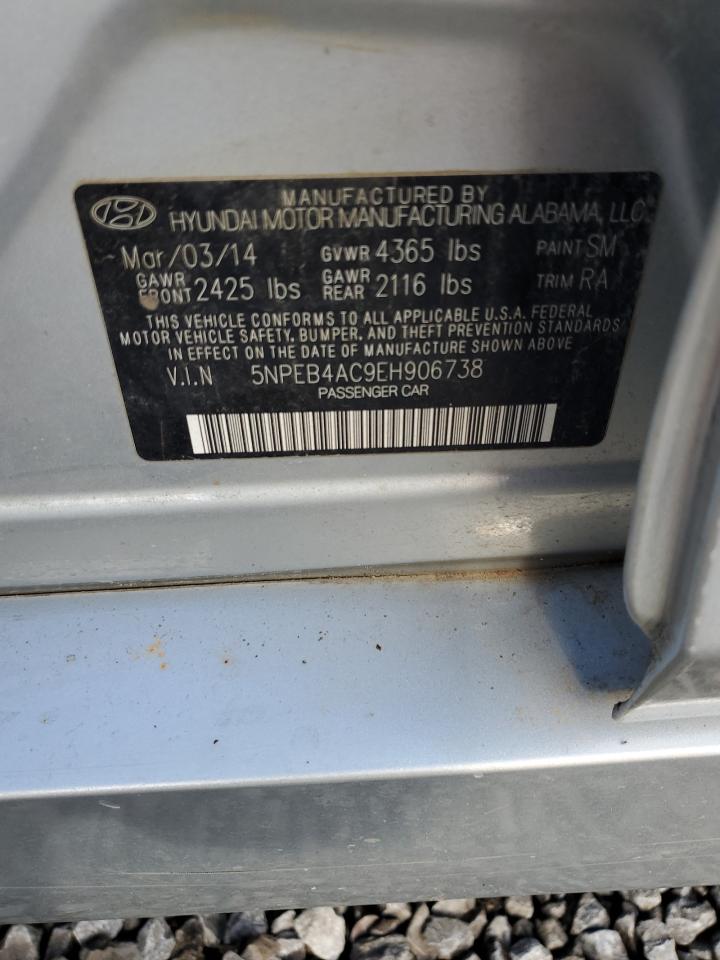 MANUFACTURED BY
HYUNDAI MOTOR MANUFACTURING ALABAMA, LLC.
Mar/03/14 GVWR 4365 lbs PAINT SM
GAWR FRONT 2425 lbs GAWR REAR 2116 lbs TRIM RA
THIS VEHICLE CONFORMS TO ALL APPLICABLE U.S.A. FEDERAL
MOTOR VEHICLE SAFETY, BUMPER, AND THEFT PREVENTION STANDARDS
IN EFFECT ON THE DATE OF MANUFACTURE SHOWN ABOVE.
V.I.N 5NPEB4AC9EH906738
PASSENGER CAR